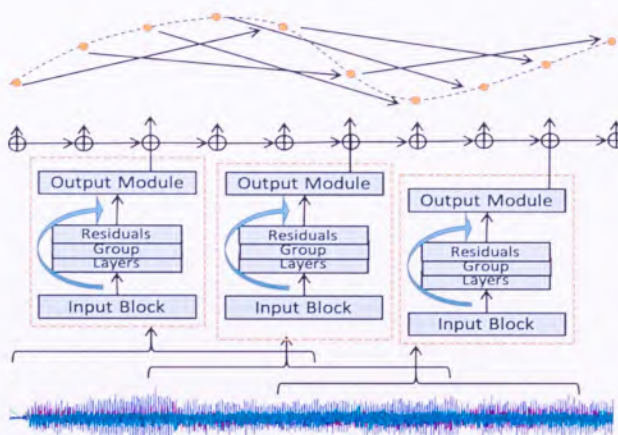 Output Module
Residuals
Group
Layers
Input Block
Output Module
Residuals
Group
Layers
Input Block
Output Module
Residuals
Group
Layers
Input Block